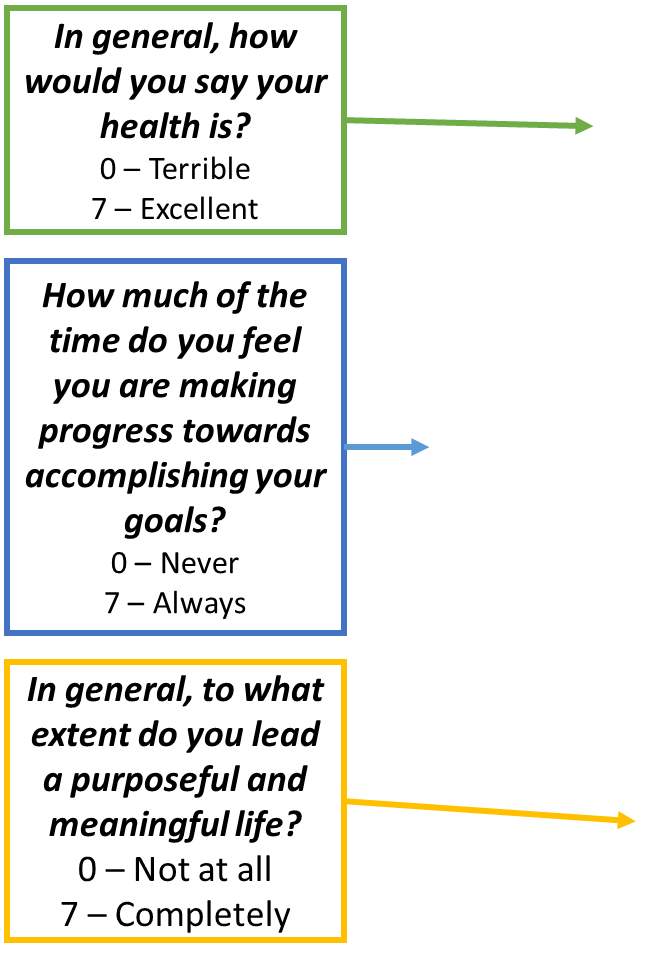 In general, how
would you say your
health is?
0 – Terrible
7 – Excellent
How much of the
time do you feel
you are making
progress towards
accomplishing your
goals?
0 – Never
7 – Always
In general, to what
extent do you lead
a purposeful and
meaningful life?
0 – Not at all
7 – Completely